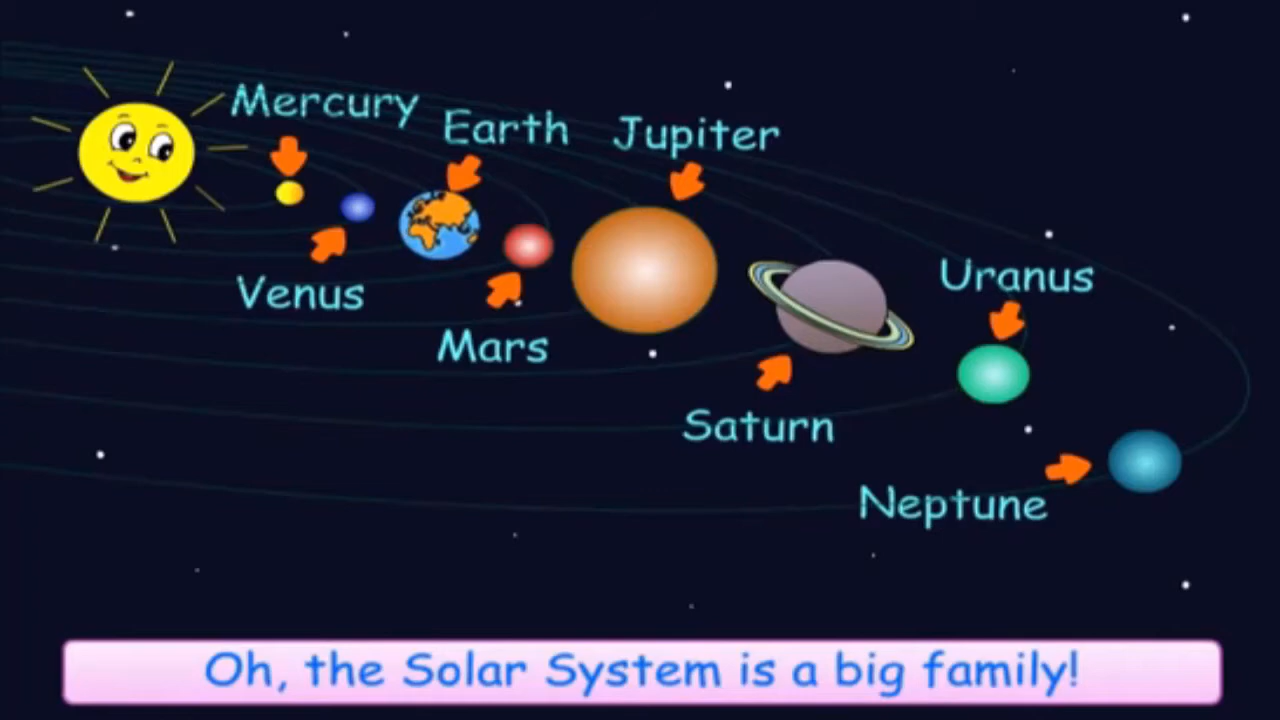 Mercury
Earth
Jupiter
Venus
Mars
Uranus
Saturn
Neptune
Oh, the Solar System is a big family!